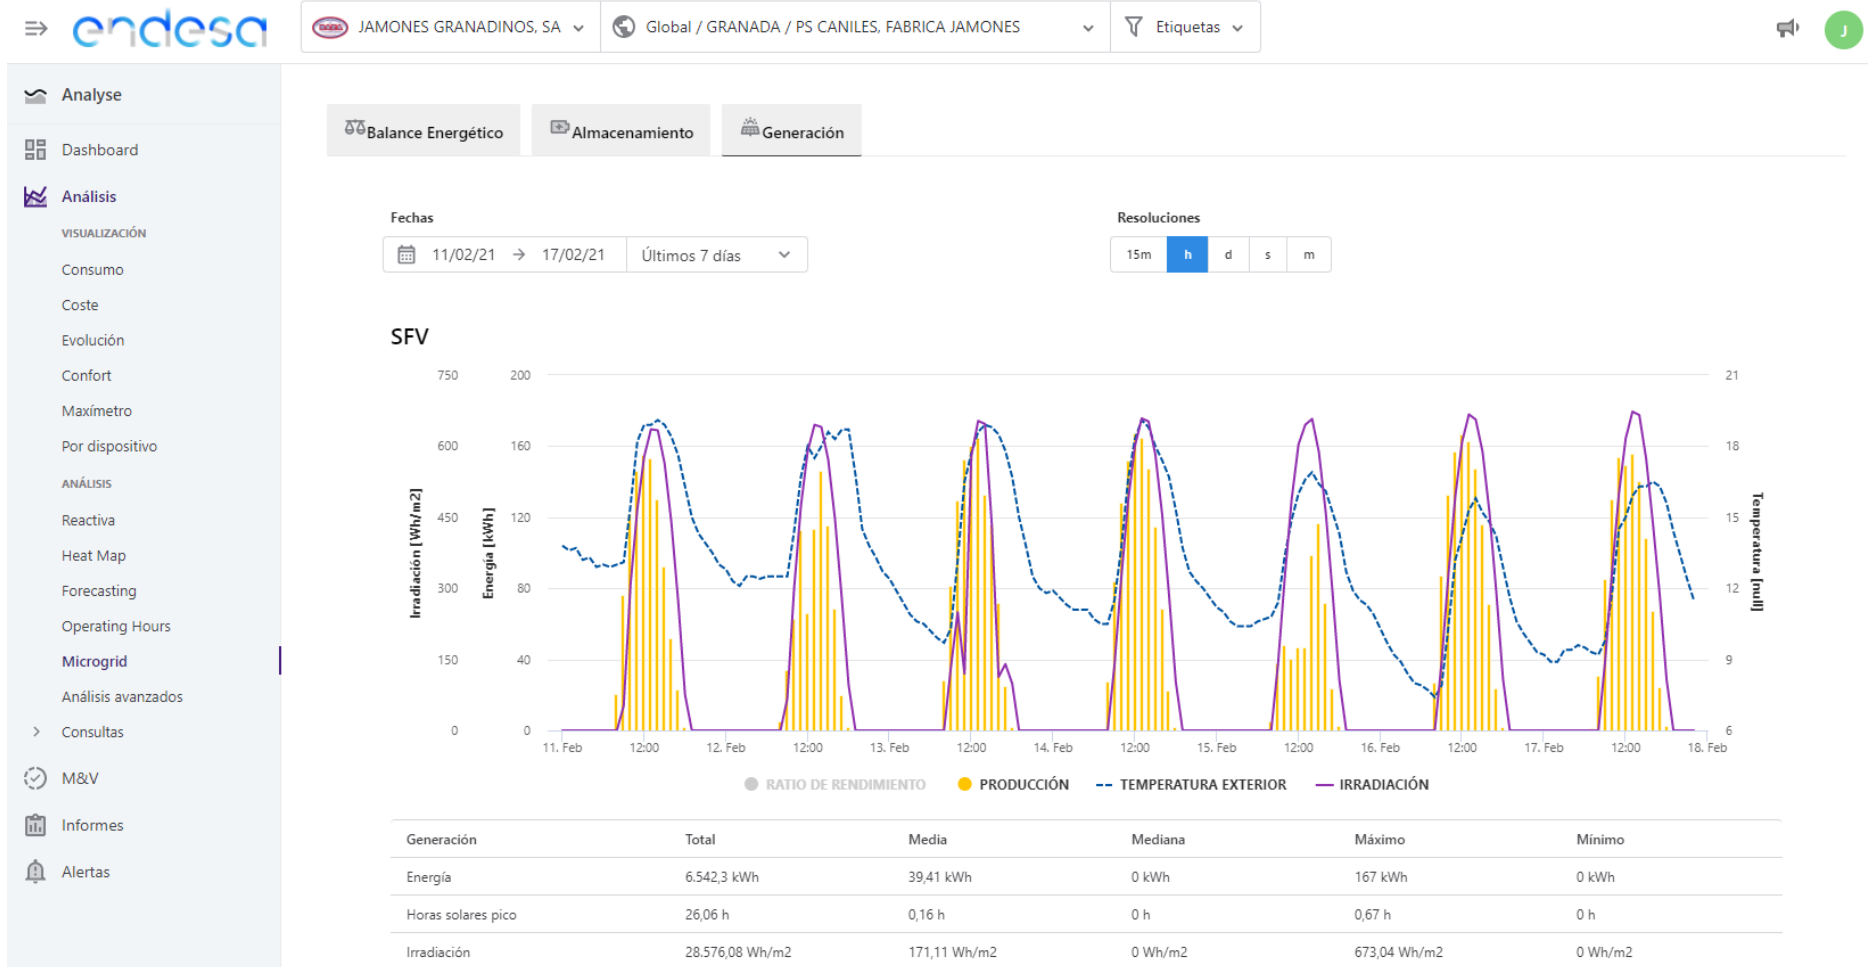 endesa
JAMONES GRANADINOS, SA
Global / GRANADA / PS CANILES, FABRICA JAMONES
Etiquetas
J
Analyse
Dashboard
Análisis
VISUALIZACIÓN
Consumo
Coste
Evolución
Confort
Maxímetro
Por dispositivo
ANÁLISIS
Reactiva
Heat Map
Forecasting
Operating Hours
Microgrid
Análisis avanzados
Consultas
M&V
Informes
Alertas
Balance Energético
Almacenamiento
Generación
Fechas
11/02/21 → 17/02/21
Últimos 7 días
Resoluciones
15m h d s m
SFV
750 200 21
600 160 18
450 120 15
300 80 12
150 40 9
0 0 6
Irradiación [Wh/m2]
Energía [kWh]
Temperatura [null]
11. Feb 12:00 12. Feb 12:00 13. Feb 12:00 14. Feb 12:00 15. Feb 12:00 16. Feb 12:00 17. Feb 12:00 18. Feb
RATIO DE RENDIMIENTO PRODUCCIÓN TEMPERATURA EXTERIOR IRRADIACIÓN
Generación Total Media Mediana Máximo Mínimo
Energía 6.542,3 kWh 39,41 kWh 0 kWh 167 kWh 0 kWh
Horas solares pico 26,06 h 0,16 h 0 h 0,67 h 0 h
Irradiación 28.576,08 Wh/m2 171,11 Wh/m2 0 Wh/m2 673,04 Wh/m2 0 Wh/m2